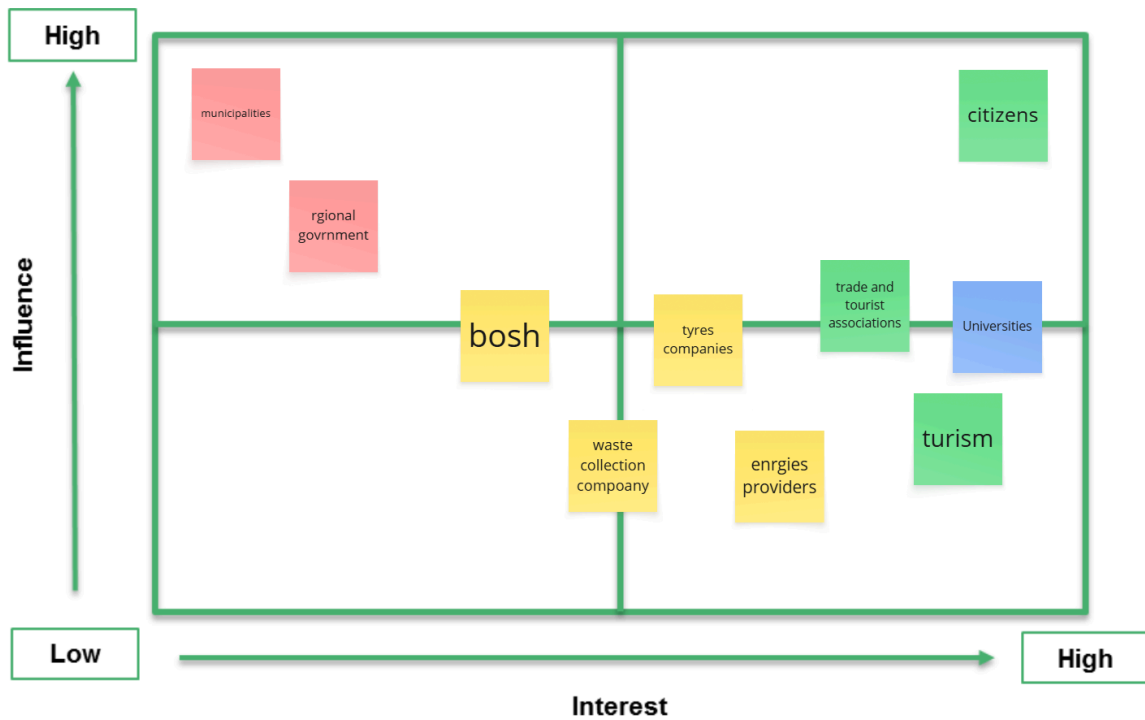 High
municipalities
citizens
rgional
govrnment
Influence
bosh
tyres
companies
trade and
tourist
associations
Universities
waste
collection
compoany
enrgies
providers
turism
Low
High
Interest